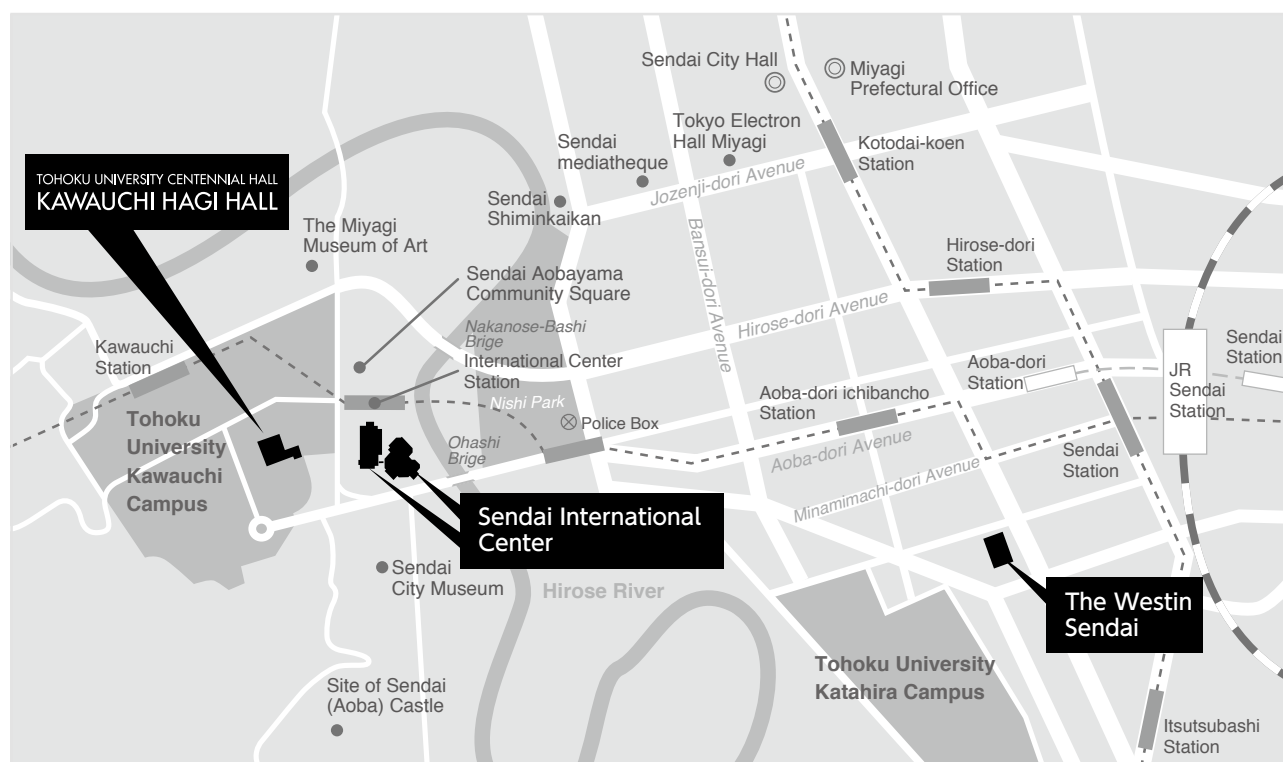 Sendai City Hall
Miyagi
Prefectural Office
Tokyo Electron
Hall Miyagi
Sendai
mediatheque
Kotodai-koen
Station
Jozenji-dori Avenue
TOHOKU UNIVERSITY CENTENNIAL HALL
KAWAUCHI HAGI HALL
Sendai
Shiminkaikan
The Miyagi
Museum of Art
Bansui-dori Avenue
Hirose-dori
Station
Sendai Aobayama
Community Square
Hirose-dori Avenue
Nakanose-Bashi
Brige
Kawauchi
Station
International Center
Station
Nishi Park
Aoba-dori
Station
JR
Sendai
Station
Sendai
Station
Aoba-dori ichibancho
Station
Police Box
Tohoku
University
Kawauchi
Campus
Ohashi
Brige
Aoba-dori Avenue
Sendai
Station
Minamimachi-dori Avenue
Sendai International
Center
Sendai
City Museum
Hirose River
The Westin
Sendai
Tohoku University
Katahira Campus
Site of Sendai
(Aoba) Castle
Itsutsubashi
Station